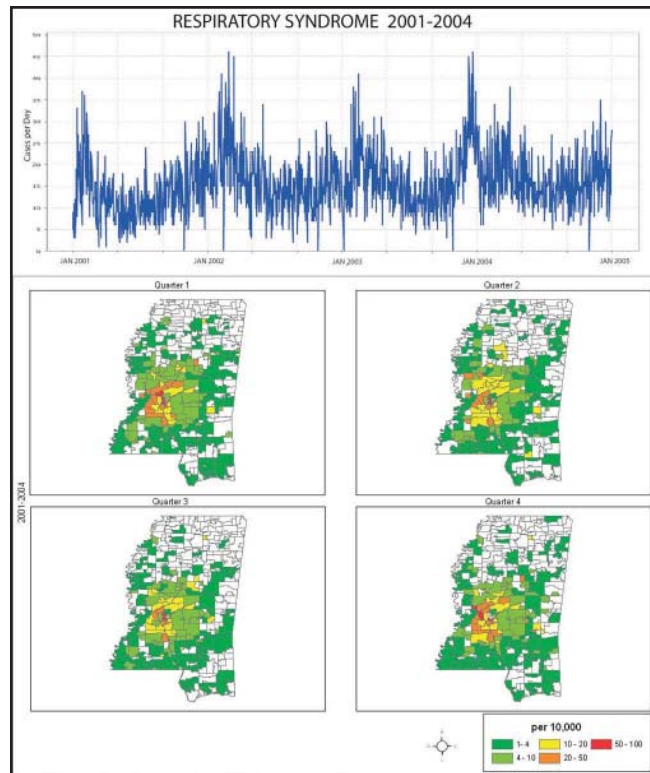 RESPIRATORY SYNDROME 2001-2004
Cases per Day
JAN 2001 JAN 2002 JAN 2003 JAN 2004 JAN 2005
Quarter 1 Quarter 2
2001-2004
Quarter 3 Quarter 4
per 10,000
1- 4 10 - 20 50 - 100
4 - 10 20 - 50